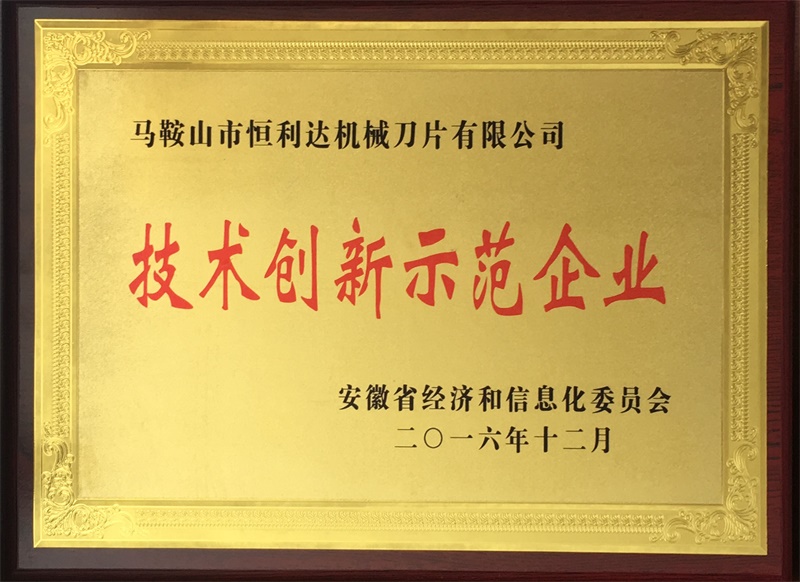 马鞍山市恒利达机械刀片有限公司
技术创新示范企业
安徽省经济和信息化委员会
二〇一六年十二月